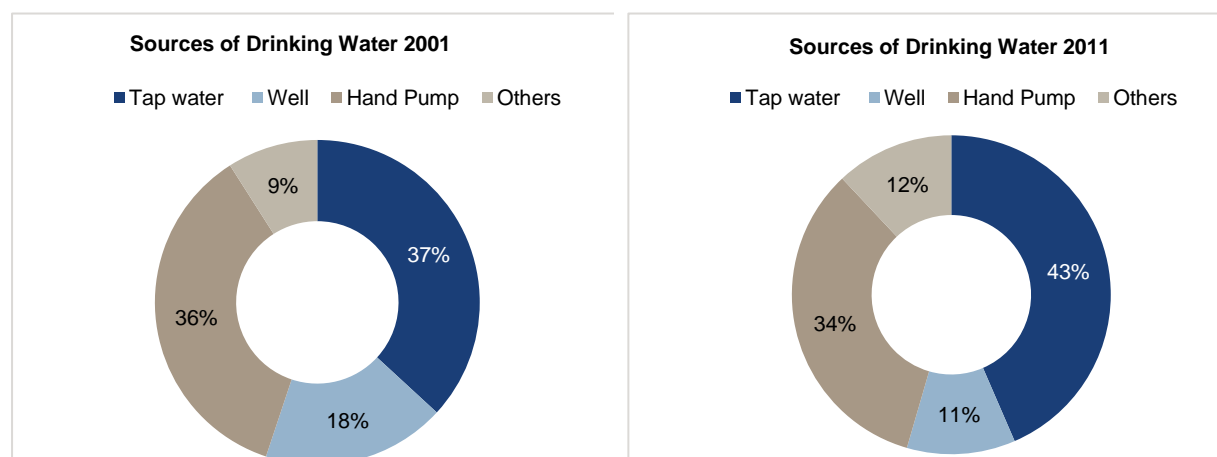 Sources of Drinking Water 2001
Tap water Well Hand Pump Others
9%
37%
36%
18%
Sources of Drinking Water 2011
Tap water Well Hand Pump Others
12%
43%
34%
11%